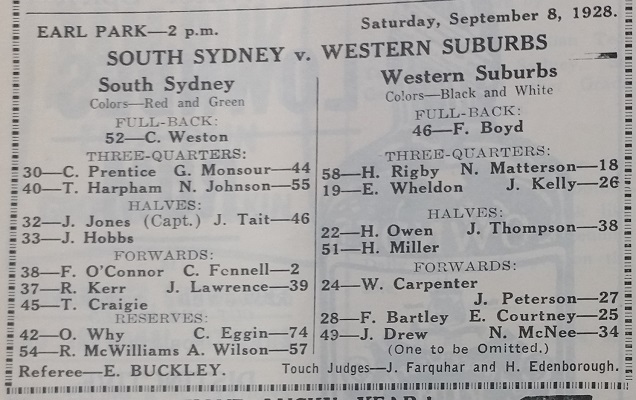 EARL PARK—2 p.m.
Saturday, September 8, 1928.
SOUTH SYDNEY v. WESTERN SUBURBS
South Sydney
Colors—Red and Green
FULL-BACK:
52—C. Weston
THREE-QUARTERS:
30—C. Prentice G. Monsour—44
40—T. Harpham N. Johnson—55
HALVES:
32—J. Jones (Capt.) J. Tait—46
33—J. Hobbs
FORWARDS:
38—F. O'Connor C. Fennell—2
37—R. Kerr J. Lawrence—39
45—T. Craigie
RESERVES:
42—O. Why C. Eggin—74
54—R. McWilliams A. Wilson—57
Western Suburbs
Colors—Black and White
FULL-BACK:
46—F. Boyd
THREE-QUARTERS:
58—H. Rigby N. Matterson—18
19—E. Wheldon J. Kelly—26
HALVES:
22—H. Owen J. Thompson—38
51—H. Miller
FORWARDS:
24—W. Carpenter
J. Peterson—27
28—F. Bartley E. Courtney—25
49—J. Drew N. McNee—34
(One to be Omitted.)
Referee—E. BUCKLEY.
Touch Judges—J. Farquhar and H. Edenborough.